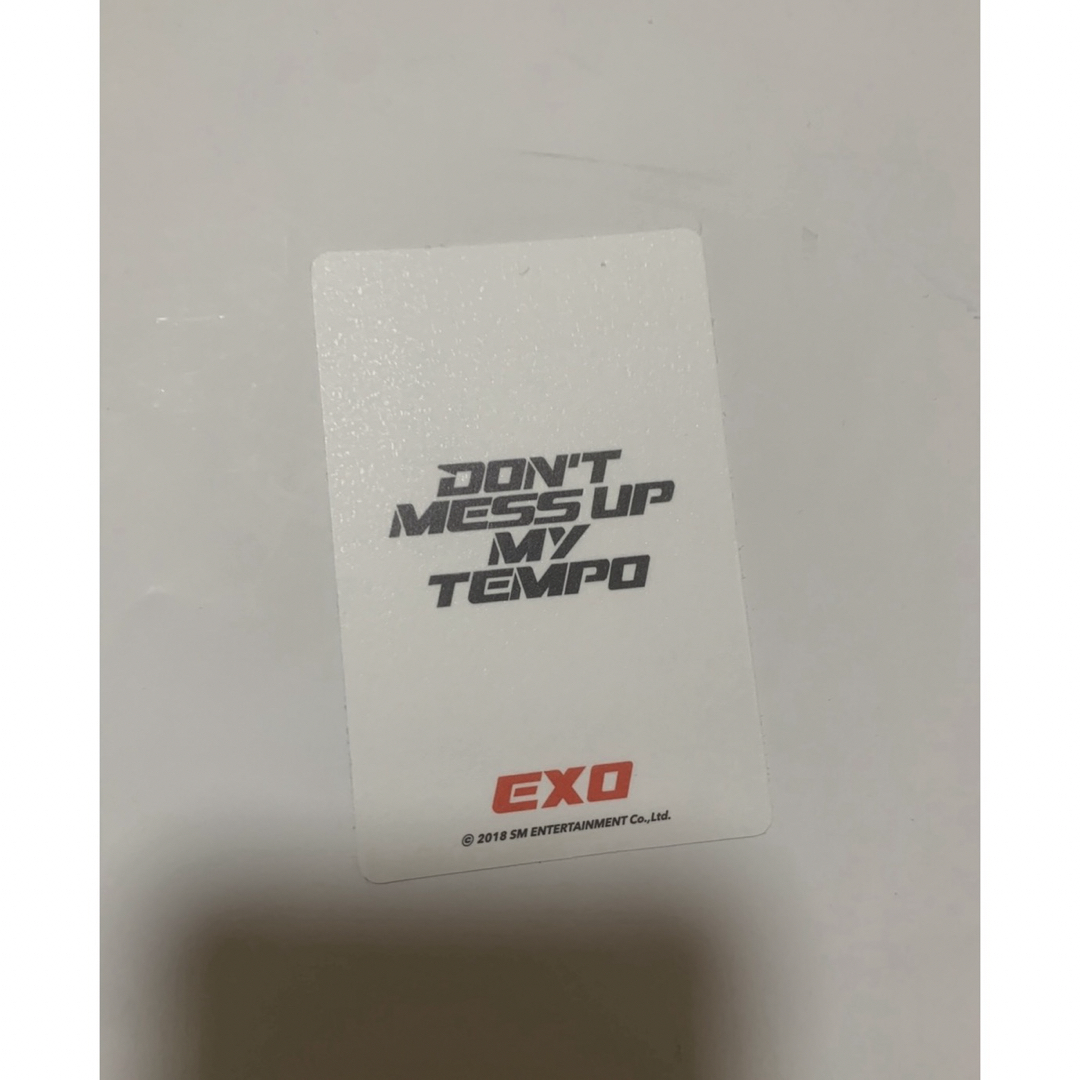 DON'T
MESS UP
MY
TEMPO
EXO
© 2018 SM ENTERTAINMENT Co.,Ltd.